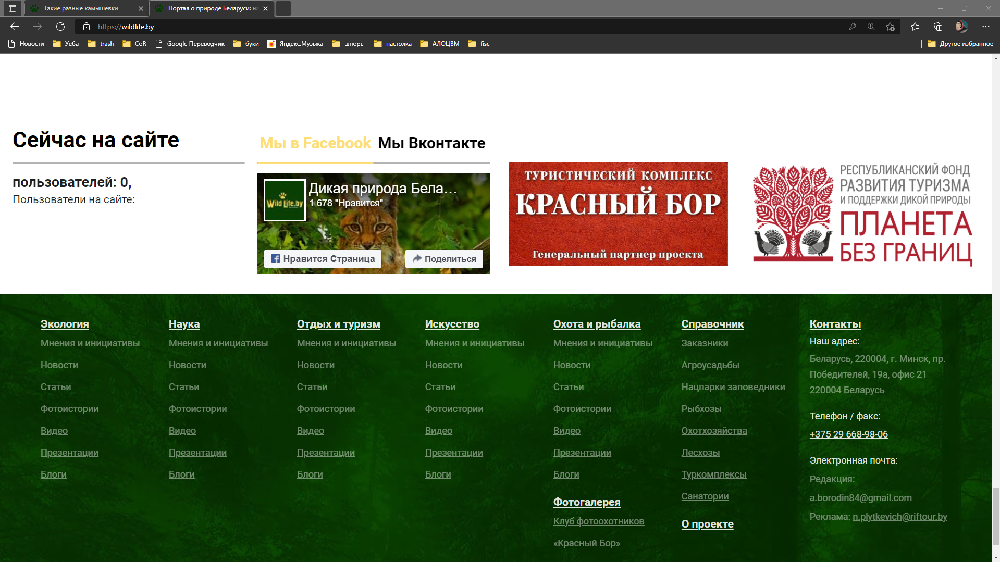 Такие разные камышевки
Портал о природе Беларуси: на
https://wildlife.by
Новости
Уеба
trash
CoR
Google Переводчик
буки
Яндекс.Музыка
шпоры
настолка
АЛОЦВМ
fisc
Другое избранное
Сейчас на сайте
пользователей: 0,
Пользователи на сайте:
Мы в Facebook
Мы Вконтакте
Wild Life.by
Дикая природа Бела...
1 678 "Нравится"
Нравится Страница
Поделиться
ТУРИСТИЧЕСКИЙ КОМПЛЕКС
КРАСНЫЙ БОР
Генеральный партнер проекта
РЕСПУБЛИКАНСКИЙ ФОНД
РАЗВИТИЯ ТУРИЗМА
И ПОДДЕРЖКИ ДИКОЙ ПРИРОДЫ
ПЛАНЕТА
БЕЗ ГРАНИЦ
Экология
Мнения и инициативы
Новости
Статьи
Фотоистории
Видео
Презентации
Блоги
Наука
Мнения и инициативы
Новости
Статьи
Фотоистории
Видео
Презентации
Блоги
Отдых и туризм
Мнения и инициативы
Новости
Статьи
Фотоистории
Видео
Презентации
Блоги
Искусство
Мнения и инициативы
Новости
Статьи
Фотоистории
Видео
Презентации
Блоги
Охота и рыбалка
Мнения и инициативы
Новости
Статьи
Фотоистории
Видео
Презентации
Блоги
Фотогалерея
Клуб фотоохотников
«Красный Бор»
Справочник
Заказники
Агроусадьбы
Нацпарки заповедники
Рыбхозы
Охотхозяйства
Лесхозы
Туркомплексы
Санатории
О проекте
Контакты
Наш адрес:
Беларусь, 220004, г. Минск, пр.
Победителей, 19а, офис 21
220004 Беларусь
Телефон / факс:
+375 29 668-98-06
Электронная почта:
Редакция:
a.borodin84@gmail.com
Реклама: n.plytkevich@riftour.by